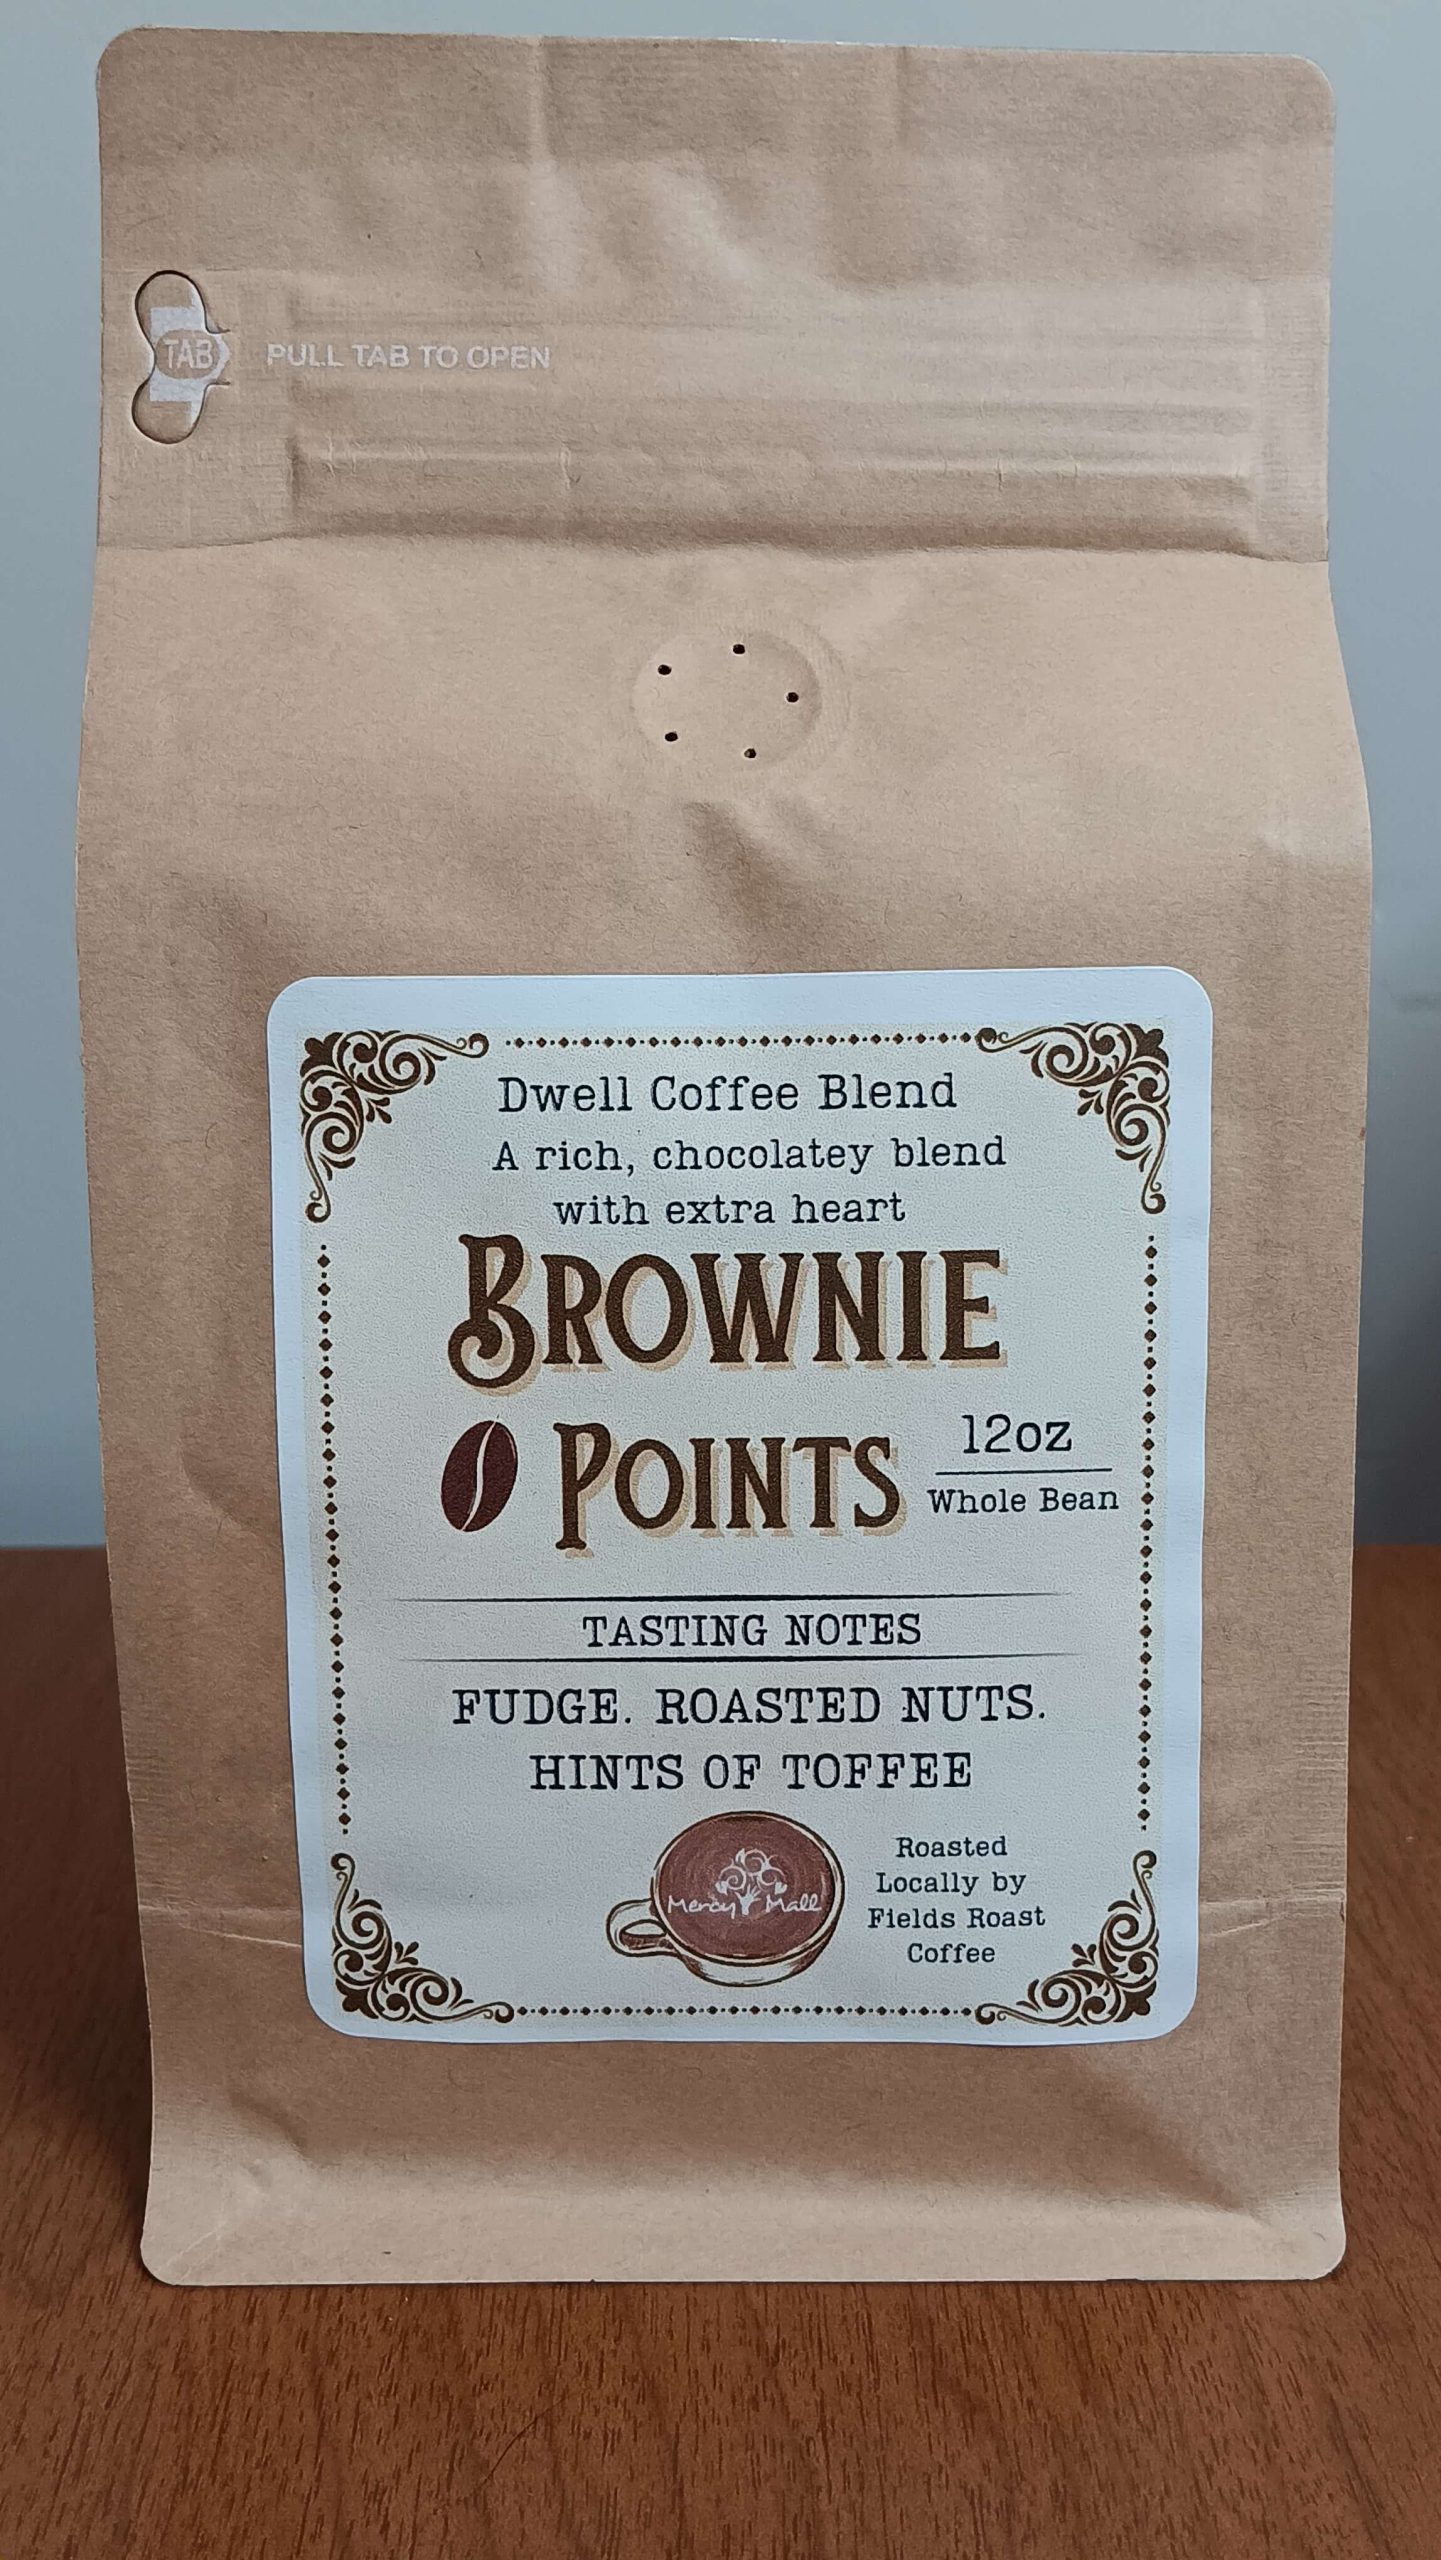 TAB
PULL TAB TO OPEN
Dwell Coffee Blend
A rich, chocolatey blend
with extra heart
BROWNIE
POINTS
12oz
Whole Bean
TASTING NOTES
FUDGE. ROASTED NUTS.
HINTS OF TOFFEE
Mercy Mall
Roasted
Locally by
Fields Roast
Coffee